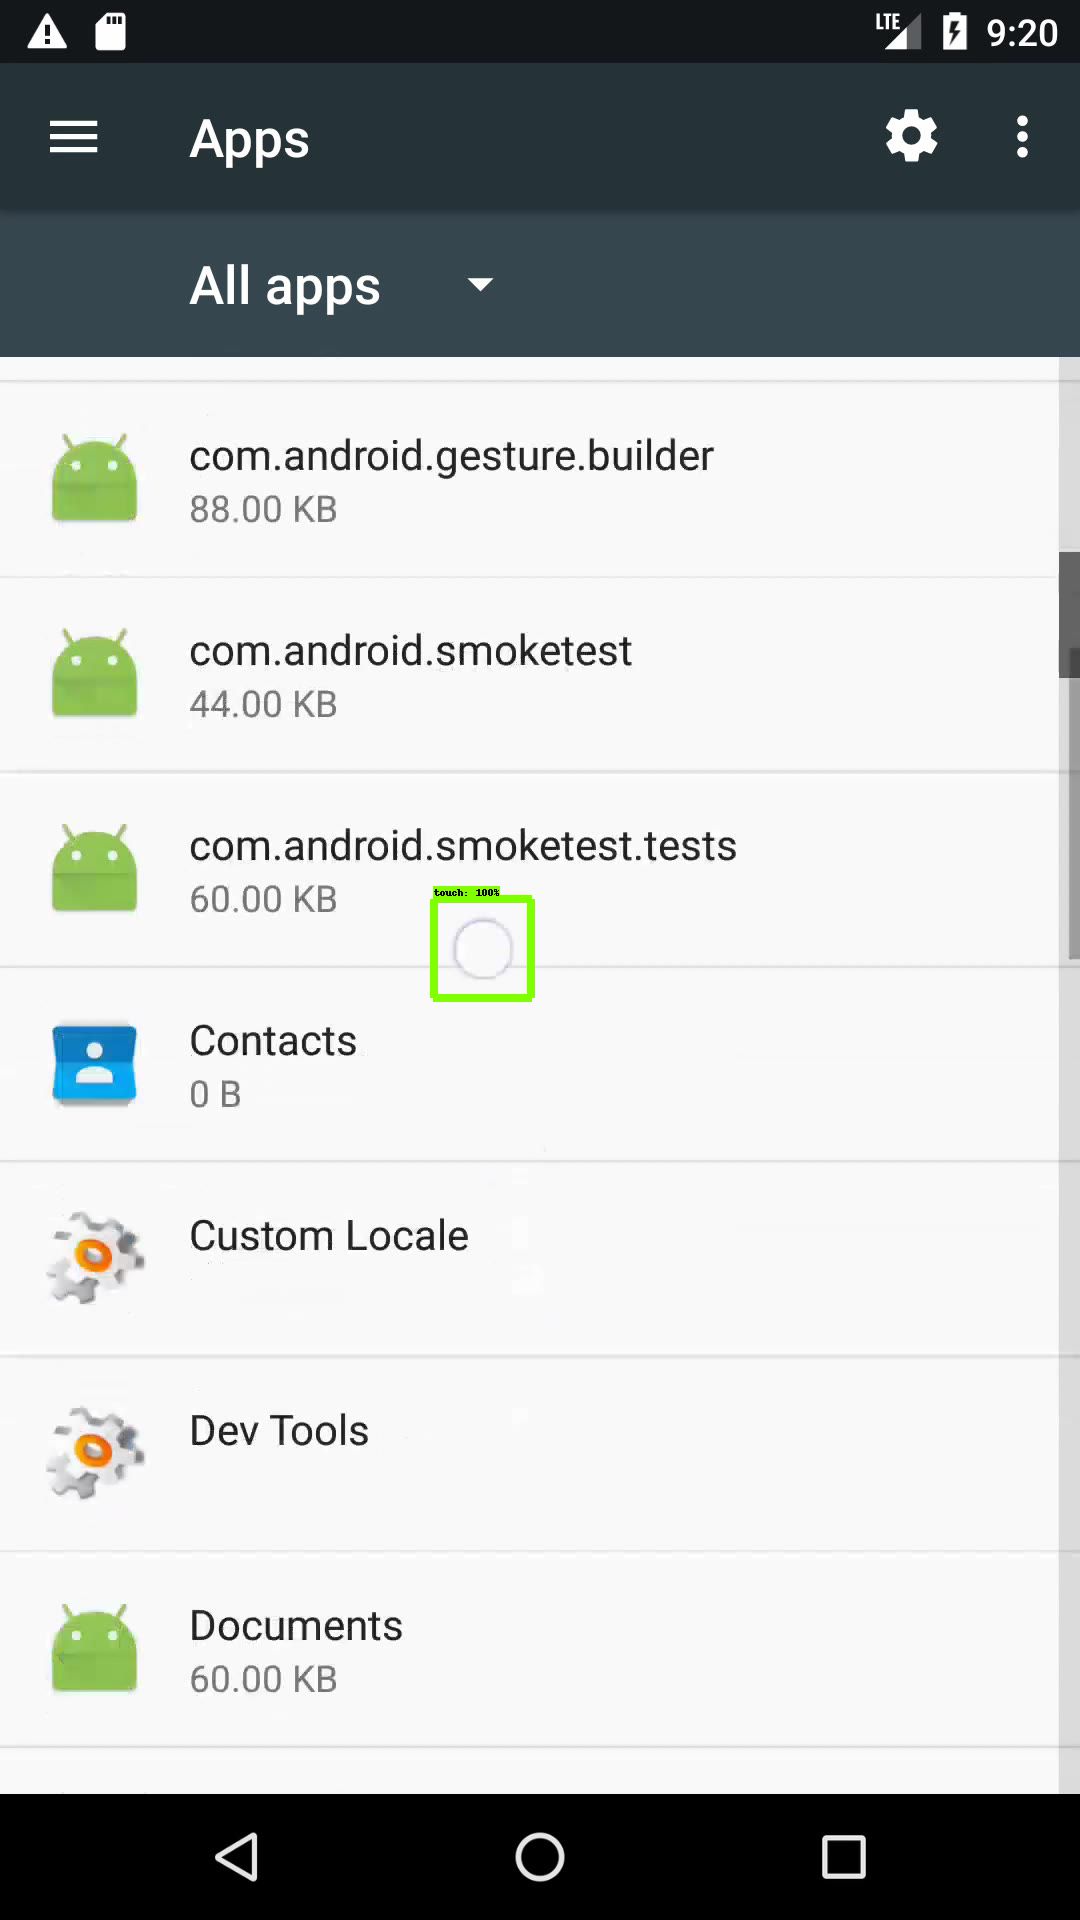 LTE
9:20
Apps
All apps
com.android.gesture.builder
88.00 KB
com.android.smoketest
44.00 KB
com.android.smoketest.tests
60.00 KB
touch: 100%
Contacts
0 B
Custom Locale
Dev Tools
Documents
60.00 KB